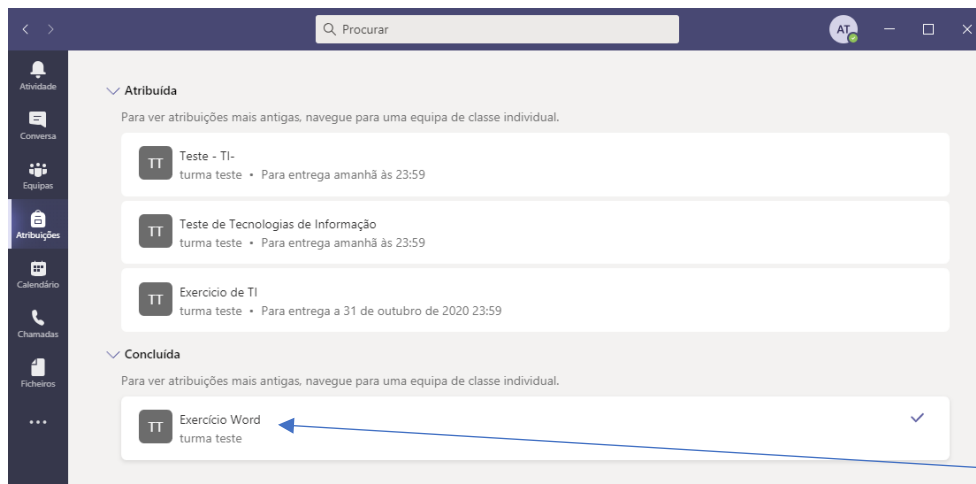 Procurar
AT
Atividade
Conversa
Equipas
Atribuições
Calendário
Chamadas
Ficheiros
Atribuída
Para ver atribuições mais antigas, navegue para uma equipa de classe individual.
TT
Teste - TI-
turma teste • Para entrega amanhã às 23:59
TT
Teste de Tecnologias de Informação
turma teste • Para entrega amanhã às 23:59
TT
Exercicio de TI
turma teste • Para entrega a 31 de outubro de 2020 23:59
Concluída
Para ver atribuições mais antigas, navegue para uma equipa de classe individual.
TT
Exercício Word
turma teste